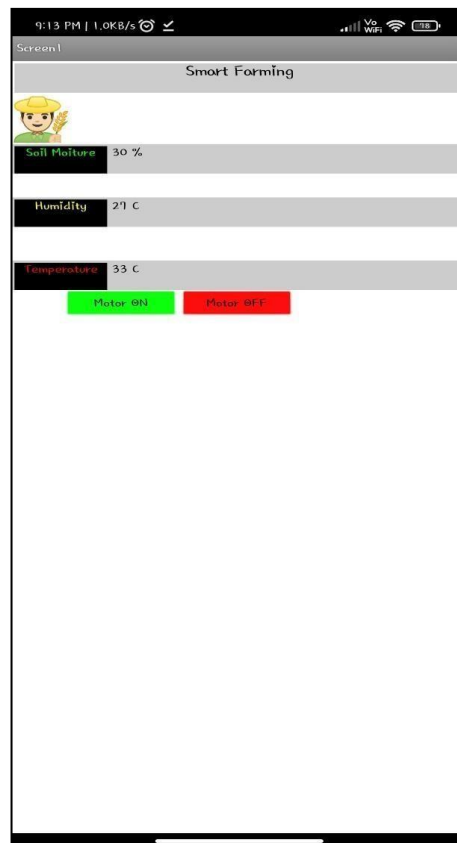 9:13 PM | 1.0KB/s
Vo WiFi 98
Screen1
Smart Farming
Soil Moiture 30 %
Humidity 27 C
Temperature 33 C
Motor ON Motor OFF